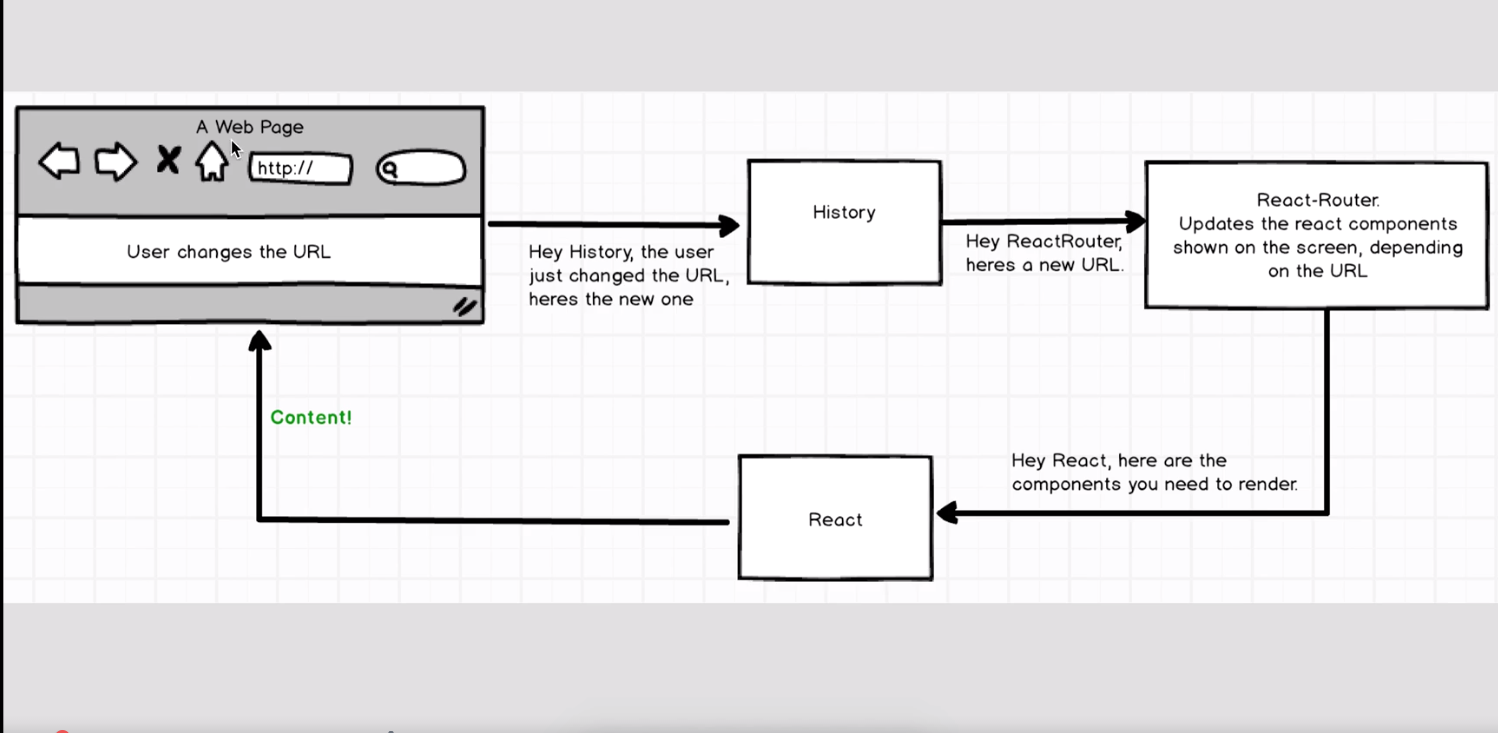 A Web Page
http://
User changes the URL
Hey History, the user
just changed the URL,
heres the new one
History
Hey ReactRouter,
heres a new URL.
React-Router.
Updates the react components
shown on the screen, depending
on the URL
Content!
Hey React, here are the
components you need to render.
React